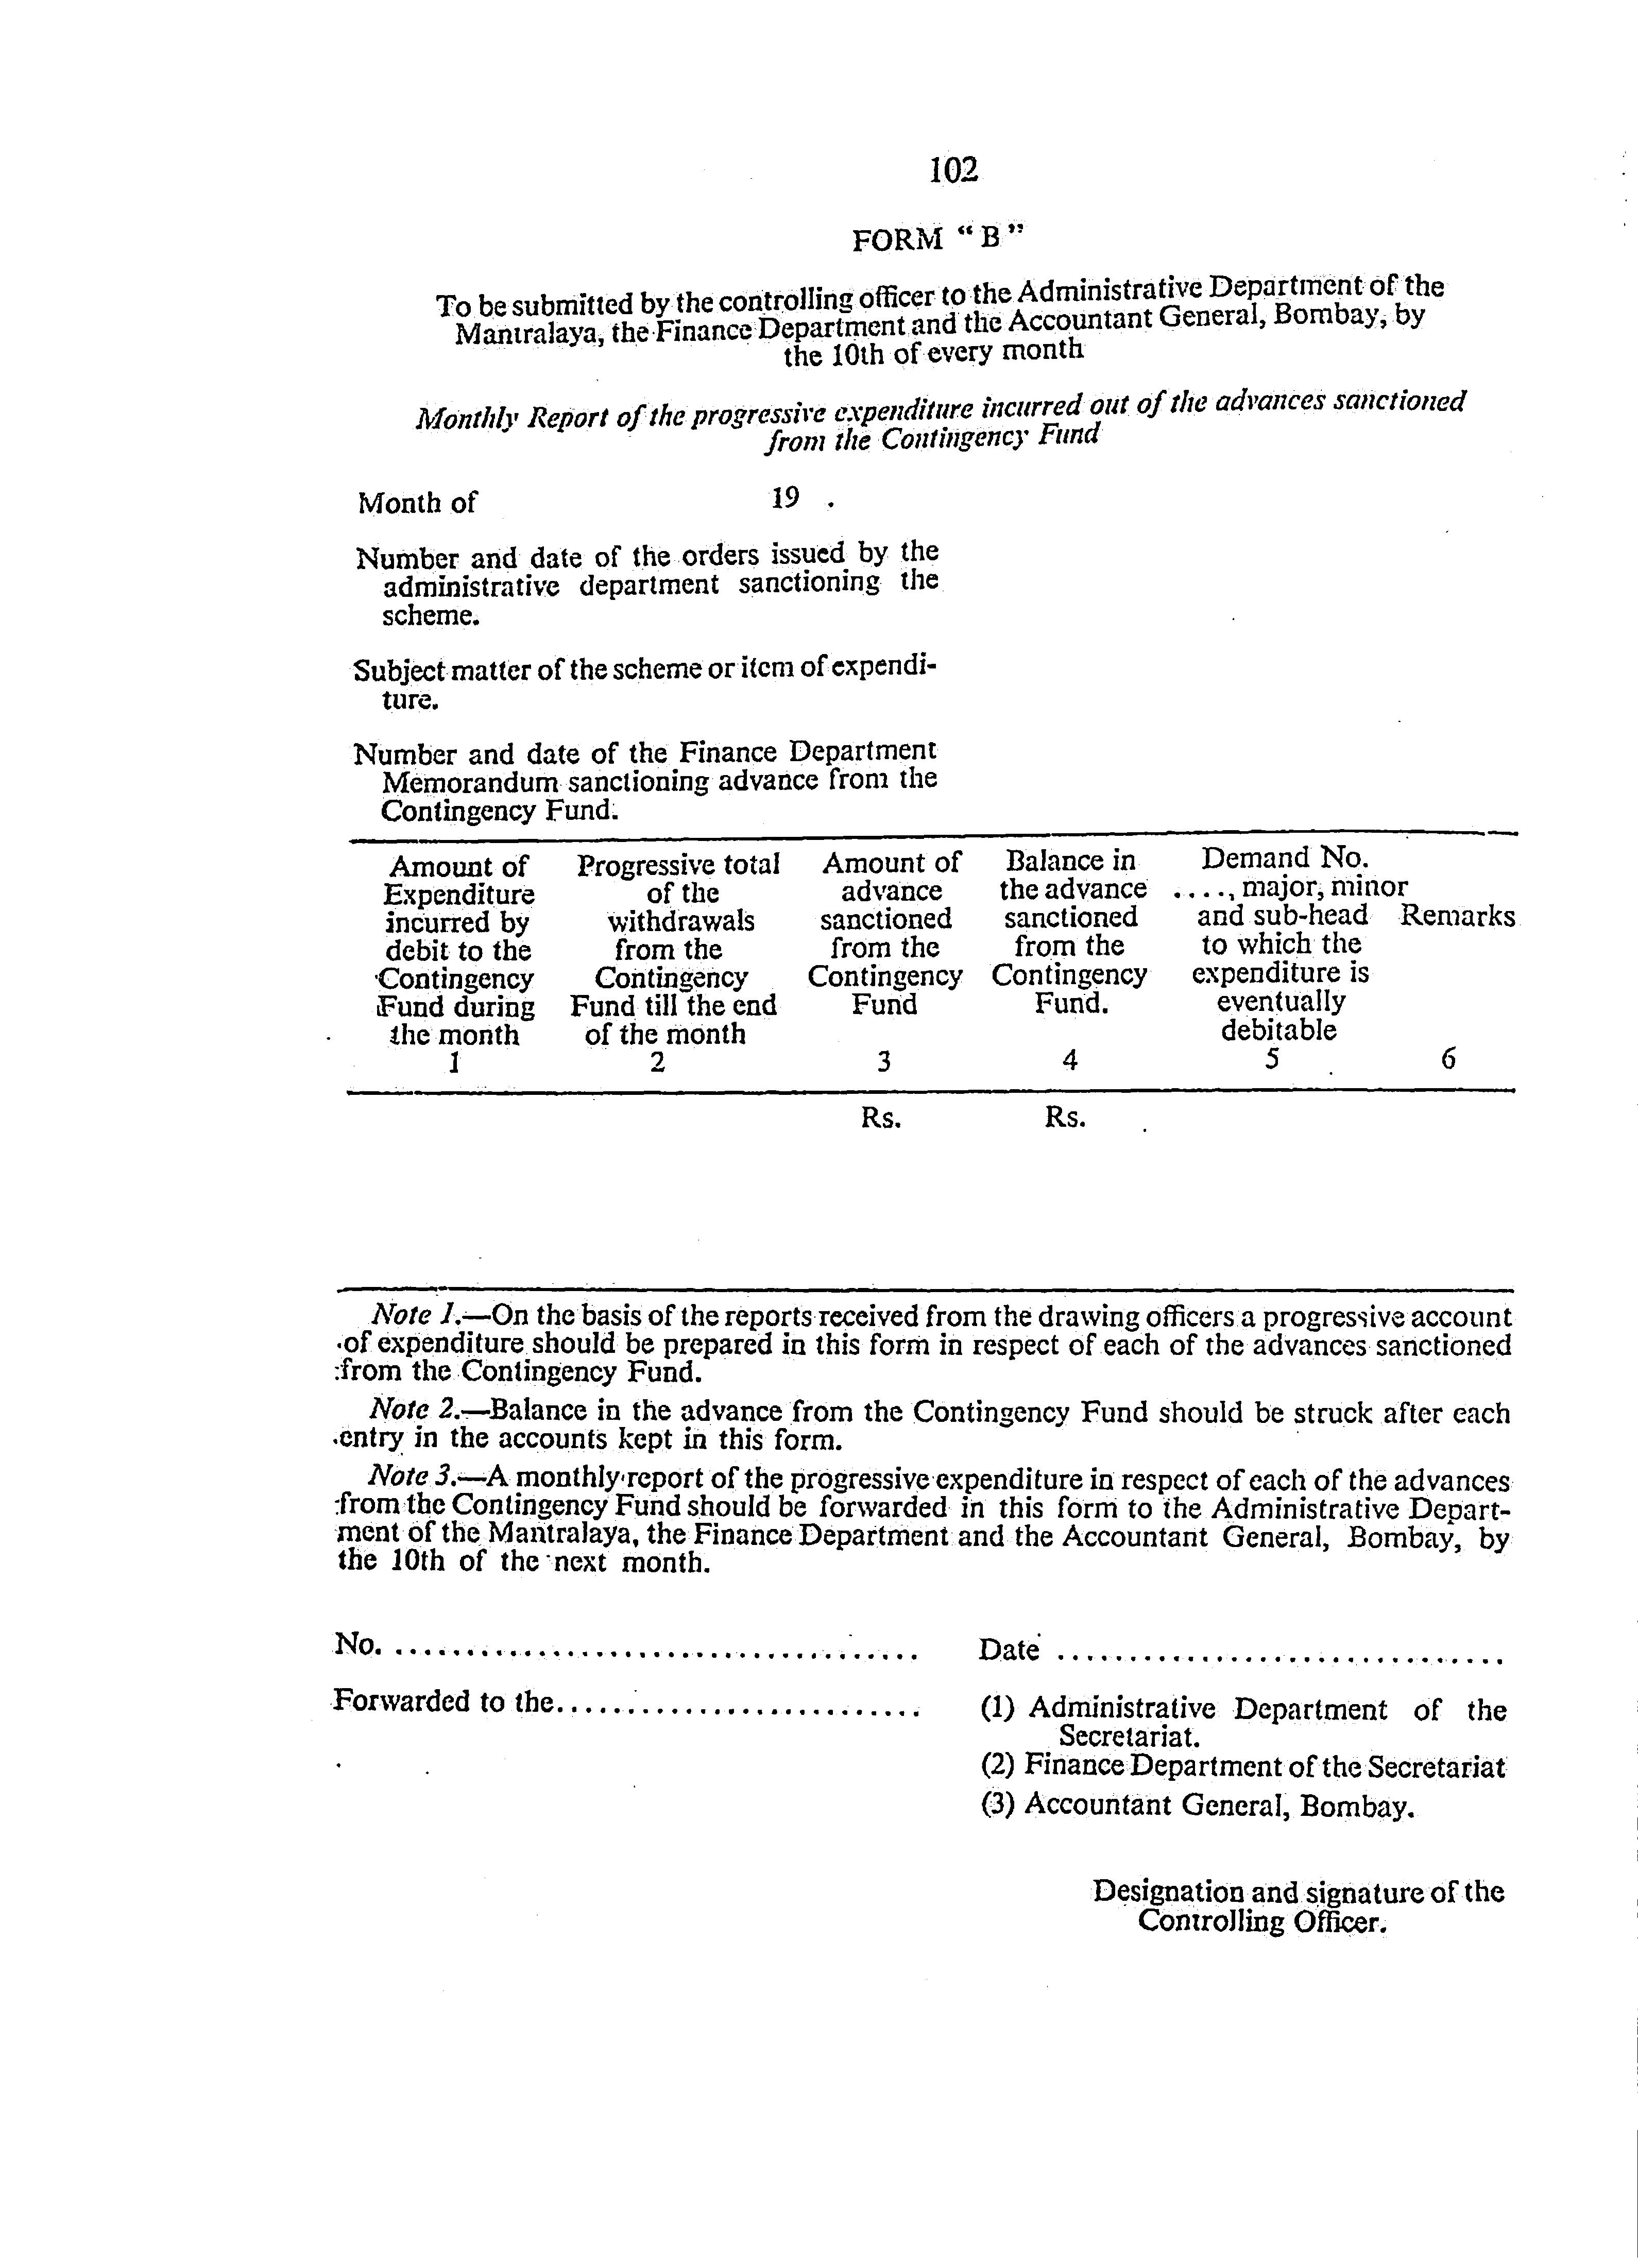 102
FORM “ B ”
To be submitted by the controlling officer to the Administrative Department of the
Mantralaya, the Finance Department and the Accountant General, Bombay, by
the 10th of every month
Monthly Report of the progressive expenditure incurred out of the advances sanctioned
from the Contingency Fund
Month of 19 .
Number and date of the orders issued by the
administrative department sanctioning the
scheme.
Subject matter of the scheme or item of expendi-
ture.
Number and date of the Finance Department
Memorandum sanctioning advance from the
Contingency Fund.
Amount of Progressive total Amount of Balance in Demand No.
Expenditure of the advance the advance ...., major, minor
incurred by withdrawals sanctioned sanctioned and sub-head Remarks
debit to the from the from the from the to which the
Contingency Contingency Contingency Contingency expenditure is
Fund during Fund till the end Fund Fund. eventually
the month of the month debitable
1 2 3 4 5 6
Rs. Rs.
Note 1.—On the basis of the reports received from the drawing officers a progressive account
of expenditure should be prepared in this form in respect of each of the advances sanctioned
from the Contingency Fund.
Note 2.—Balance in the advance from the Contingency Fund should be struck after each
entry in the accounts kept in this form.
Note 3.—A monthly report of the progressive expenditure in respect of each of the advances
from the Contingency Fund should be forwarded in this form to the Administrative Depart-
ment of the Mantralaya, the Finance Department and the Accountant General, Bombay, by
the 10th of the next month.
No. ..................................... Date ...............................
Forwarded to the.......................... (1) Administrative Department of the
Secretariat.
(2) Finance Department of the Secretariat
(3) Accountant General, Bombay.
Designation and signature of the
Controlling Officer.